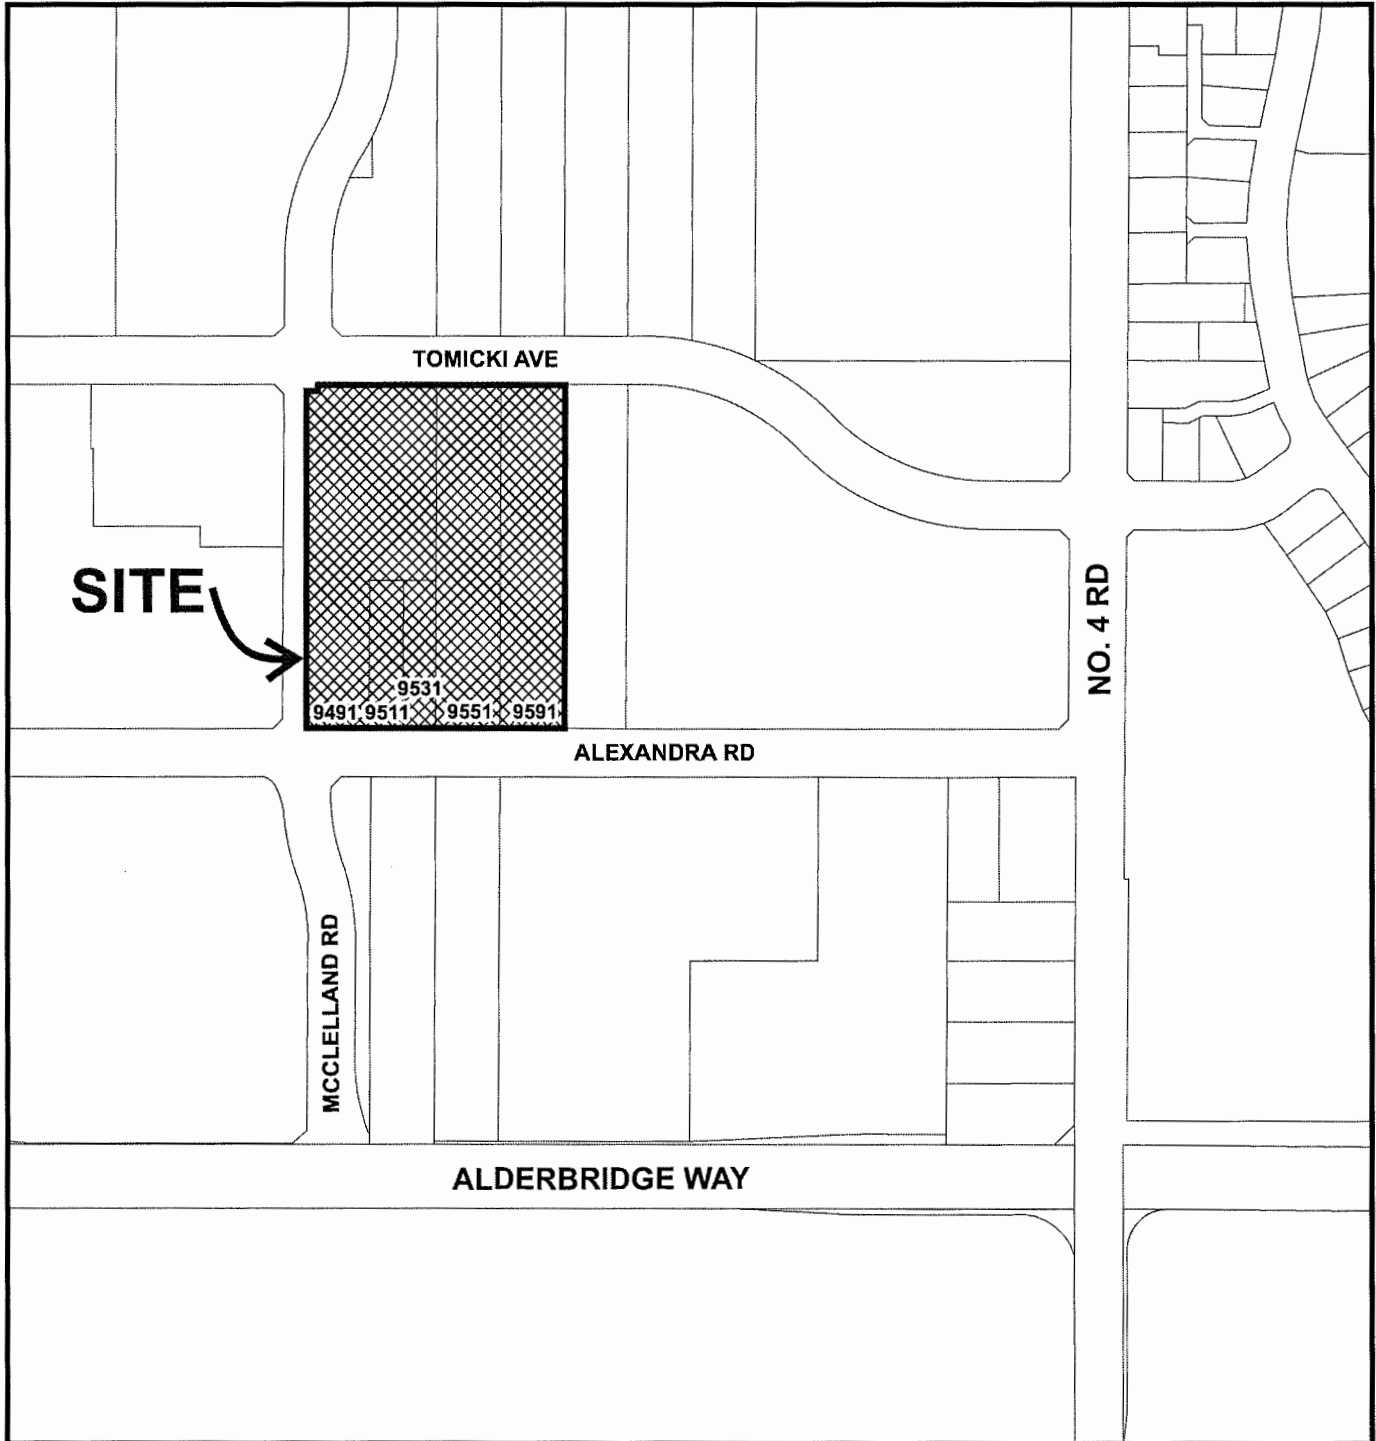 TOMICKI AVE
SITE
NO. 4 RD
9531
9491 9511 9551 9591
ALEXANDRA RD
MCCLELLAND RD
ALDERBRIDGE WAY